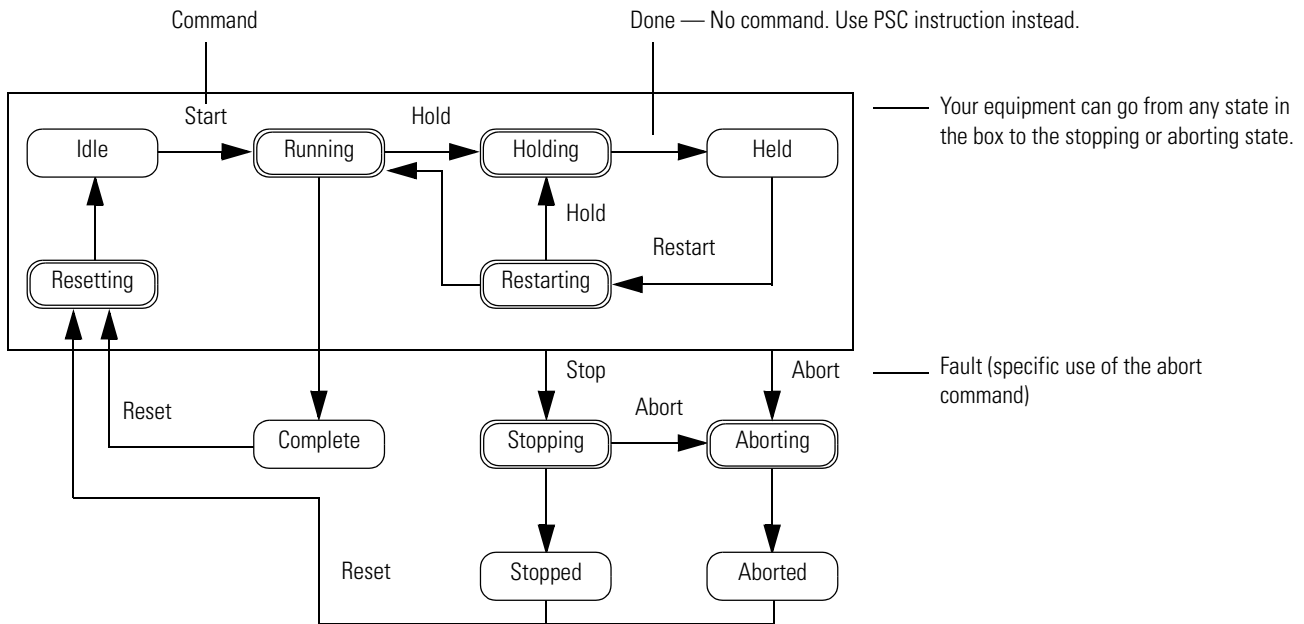 Command
Done — No command. Use PSC instruction instead.
Start
Hold
Your equipment can go from any state in
the box to the stopping or aborting state.
Idle
Running
Holding
Held
Hold
Restart
Resetting
Restarting
Stop
Abort
Fault (specific use of the abort
command)
Reset
Abort
Complete
Stopping
Aborting
Reset
Stopped
Aborted